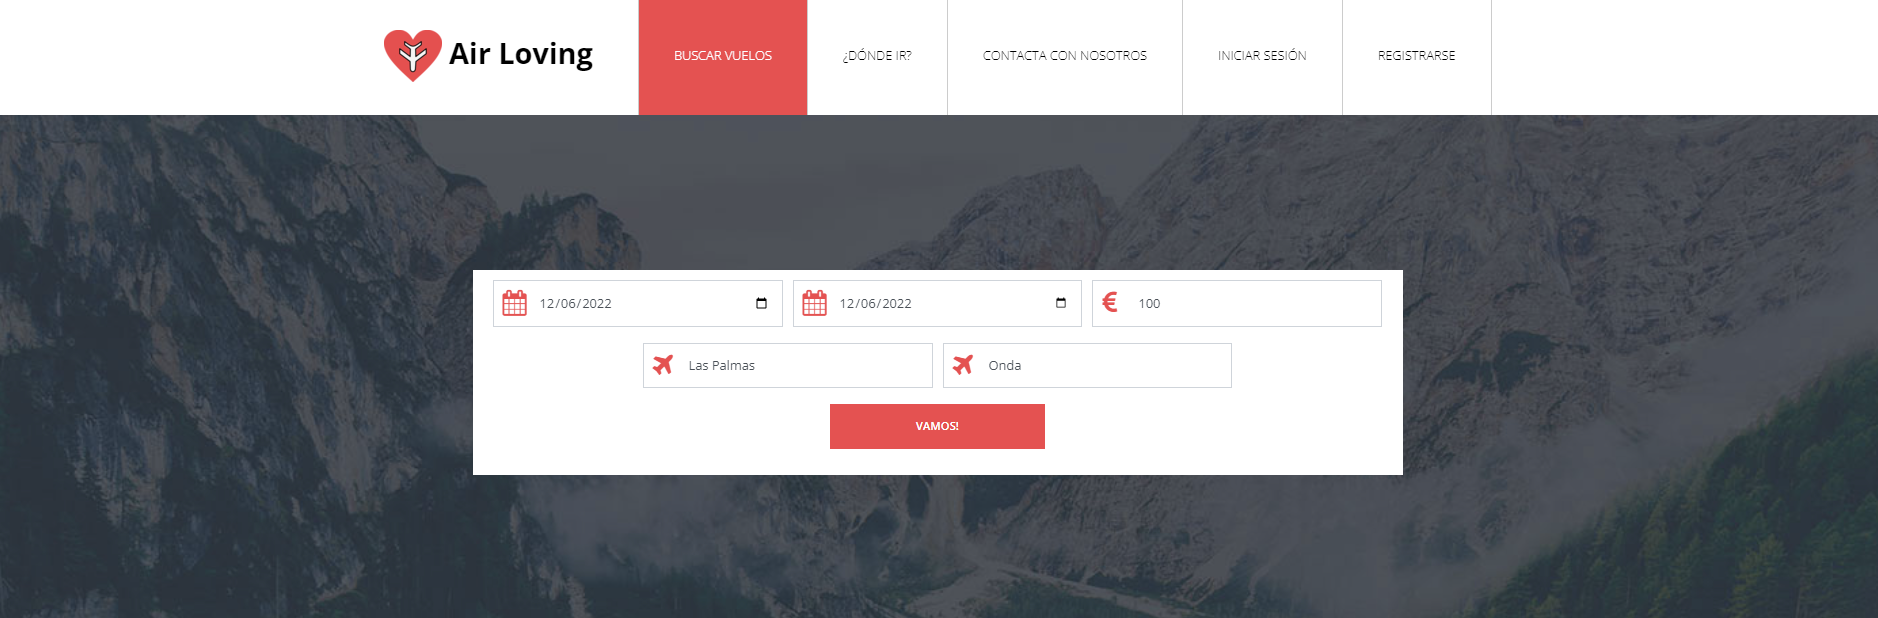 Air Loving
BUSCAR VUELOS
¿DÓNDE IR?
CONTACTA CON NOSOTROS
INICIAR SESIÓN
REGISTRARSE
12/06/2022
12/06/2022
€ 100
Las Palmas
Onda
VAMOS!